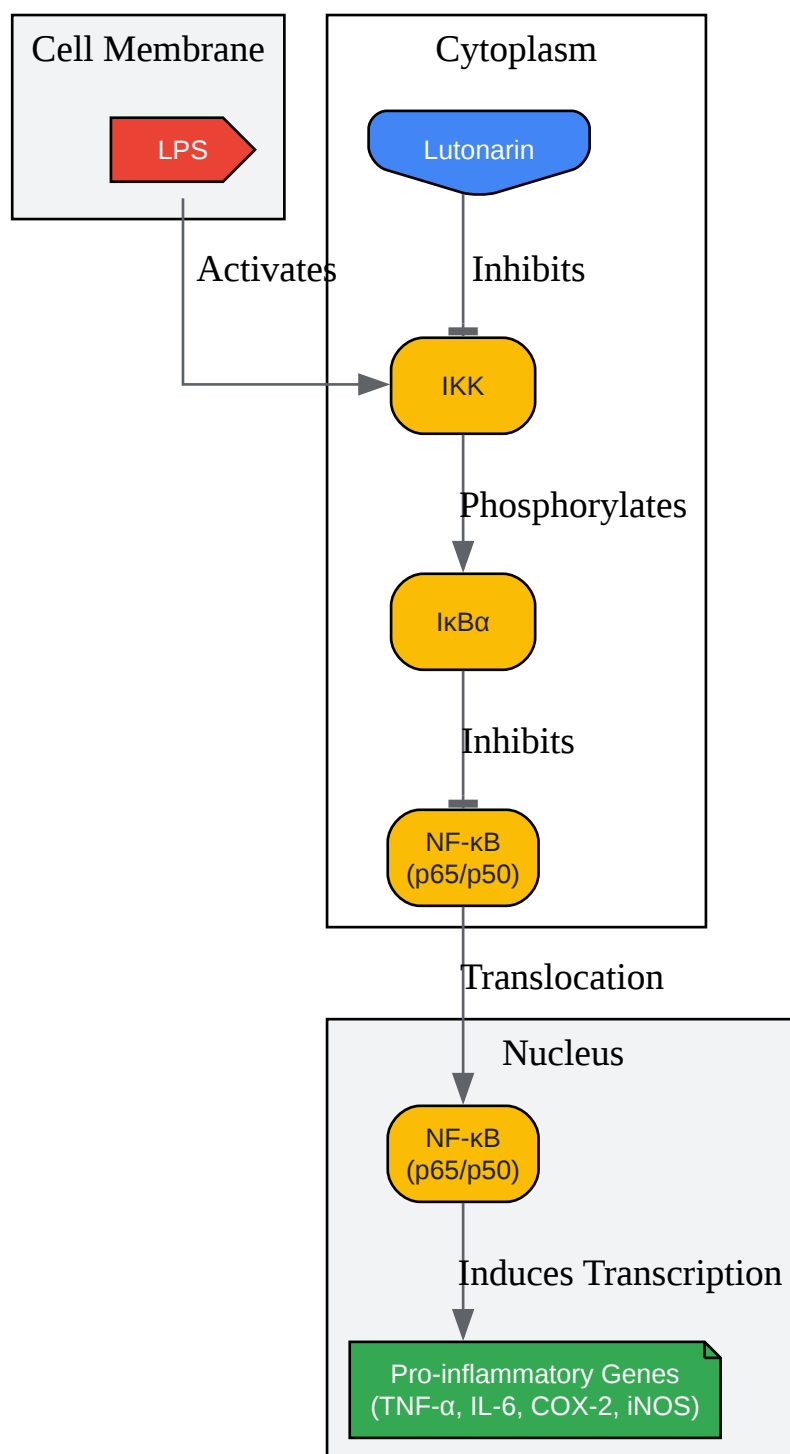 Cell Membrane
Cytoplasm
LPS
Lutonarin
Activates
Inhibits
IKK
Phosphorylates
IκBα
Inhibits
NF-κB
(p65/p50)
Translocation
Nucleus
NF-κB
(p65/p50)
Induces Transcription
Pro-inflammatory Genes
(TNF-α, IL-6, COX-2, iNOS)